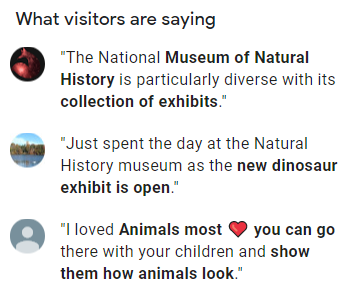 What visitors are saying
"The National Museum of Natural
History is particularly diverse with its
collection of exhibits."
"Just spent the day at the Natural
History museum as the new dinosaur
exhibit is open."
"I loved Animals most ❤️ you can go
there with your children and show
them how animals look."